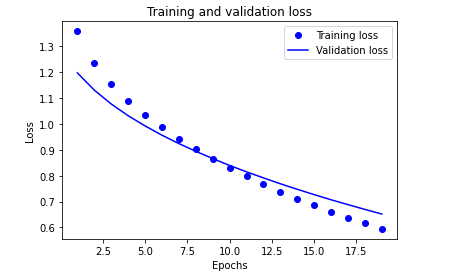 Training and validation loss
Training loss
Validation loss
1.3
1.2
1.1
1.0
0.9
0.8
0.7
0.6
Loss
2.5 5.0 7.5 10.0 12.5 15.0 17.5
Epochs